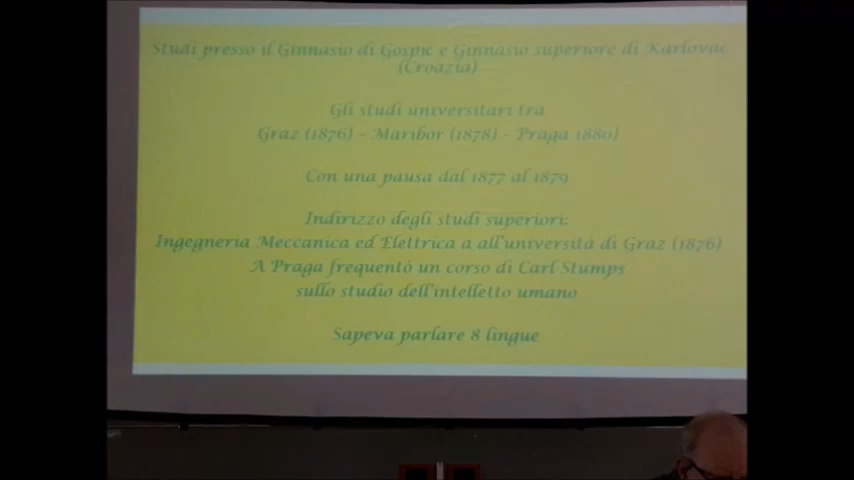 Studi presso il Ginnasio di Gospic e Ginnasio superiore di Karlovac
(Croazia)
Gli studi universitari tra
Graz (1876) - Maribor (1878) - Praga 1880)
Con una pausa dal 1877 al 1879
Indirizzo degli studi superiori:
Ingegneria Meccanica ed Elettrica a all'università di Graz (1876)
A Praga frequentò un corso di Carl Stumps
sullo studio dell'intelletto umano
Sapeva parlare 8 lingue